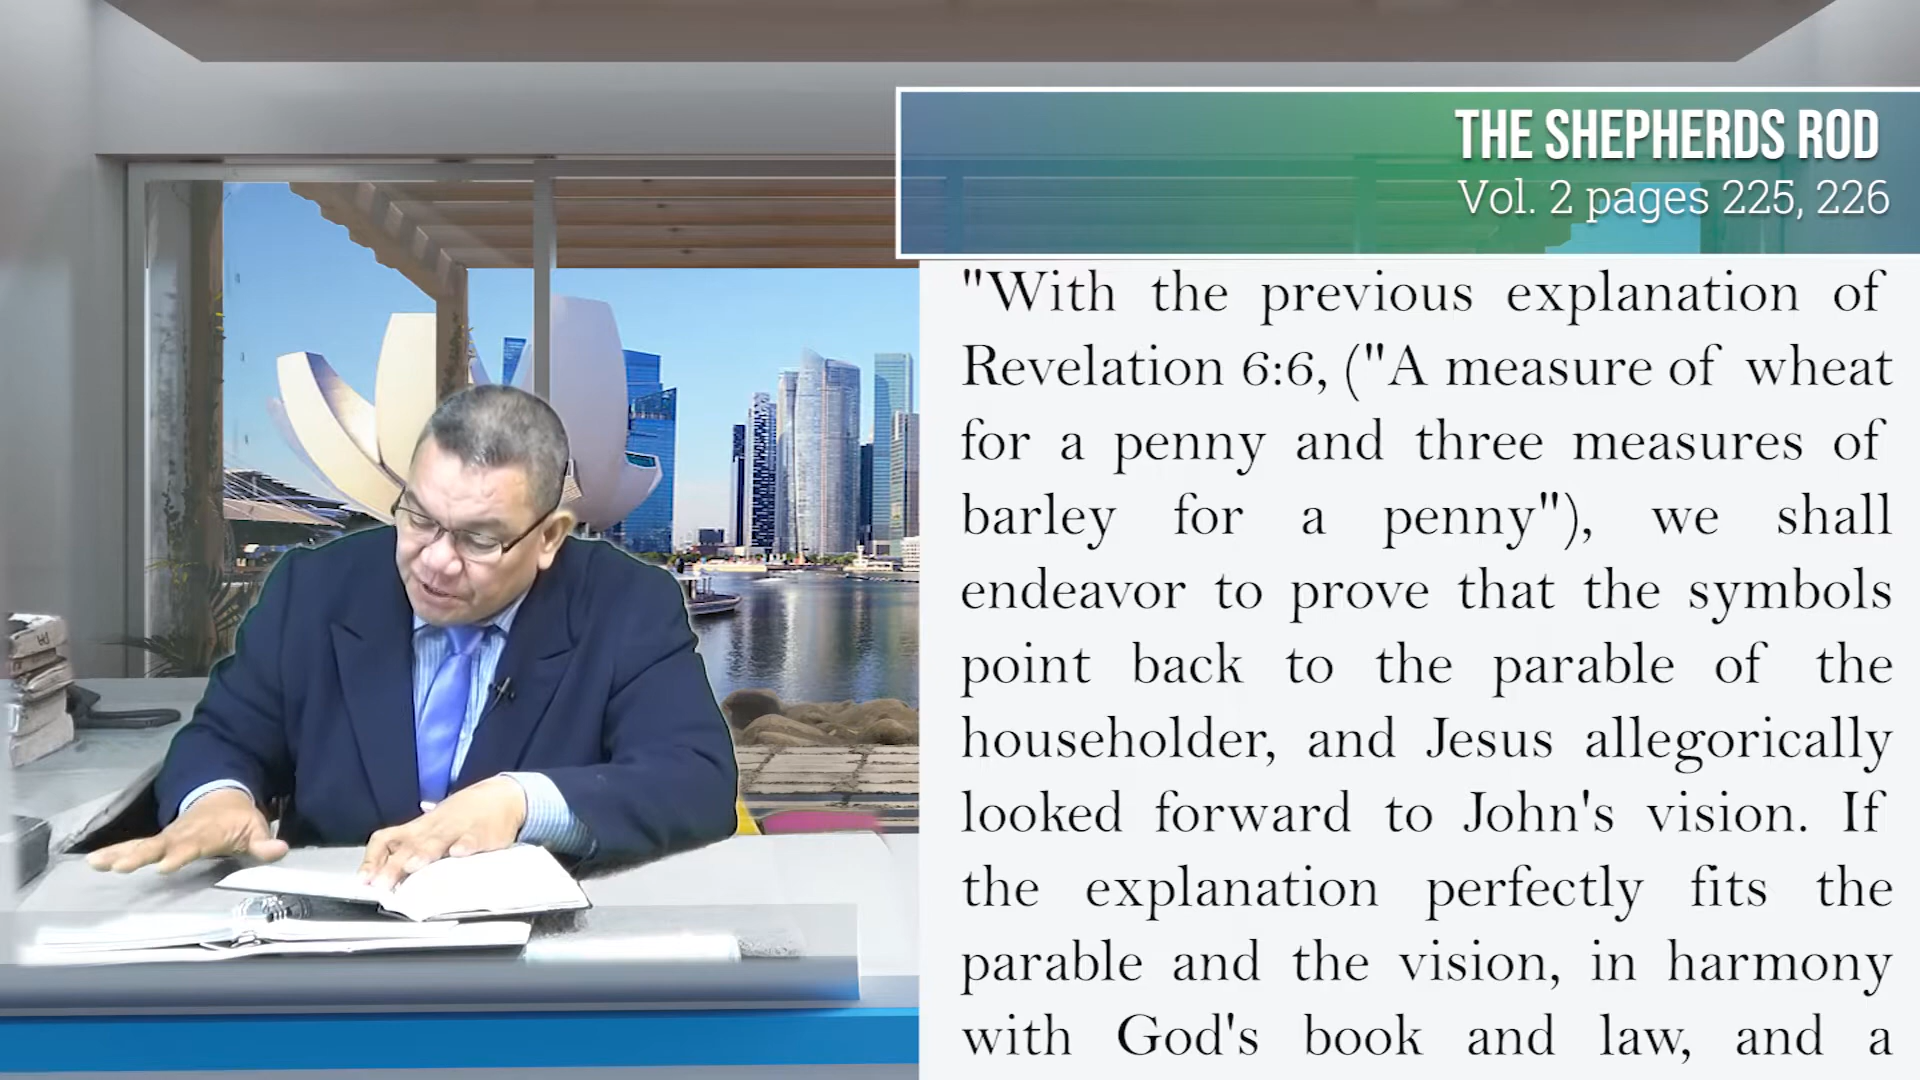 THE SHEPHERDS ROD
Vol. 2 pages 225, 226
"With the previous explanation of
Revelation 6:6, ("A measure of wheat
for a penny and three measures of
barley for a penny"), we shall
endeavor to prove that the symbols
point back to the parable of the
householder, and Jesus allegorically
looked forward to John's vision. If
the explanation perfectly fits the
parable and the vision, in harmony
with God's book and law, and a